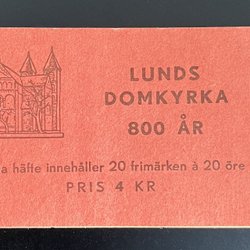 LUNDS
DOMKYRKA
800 ÅR
a häfte innehåller 20 frimärken à 20 öre
PRIS 4 KR